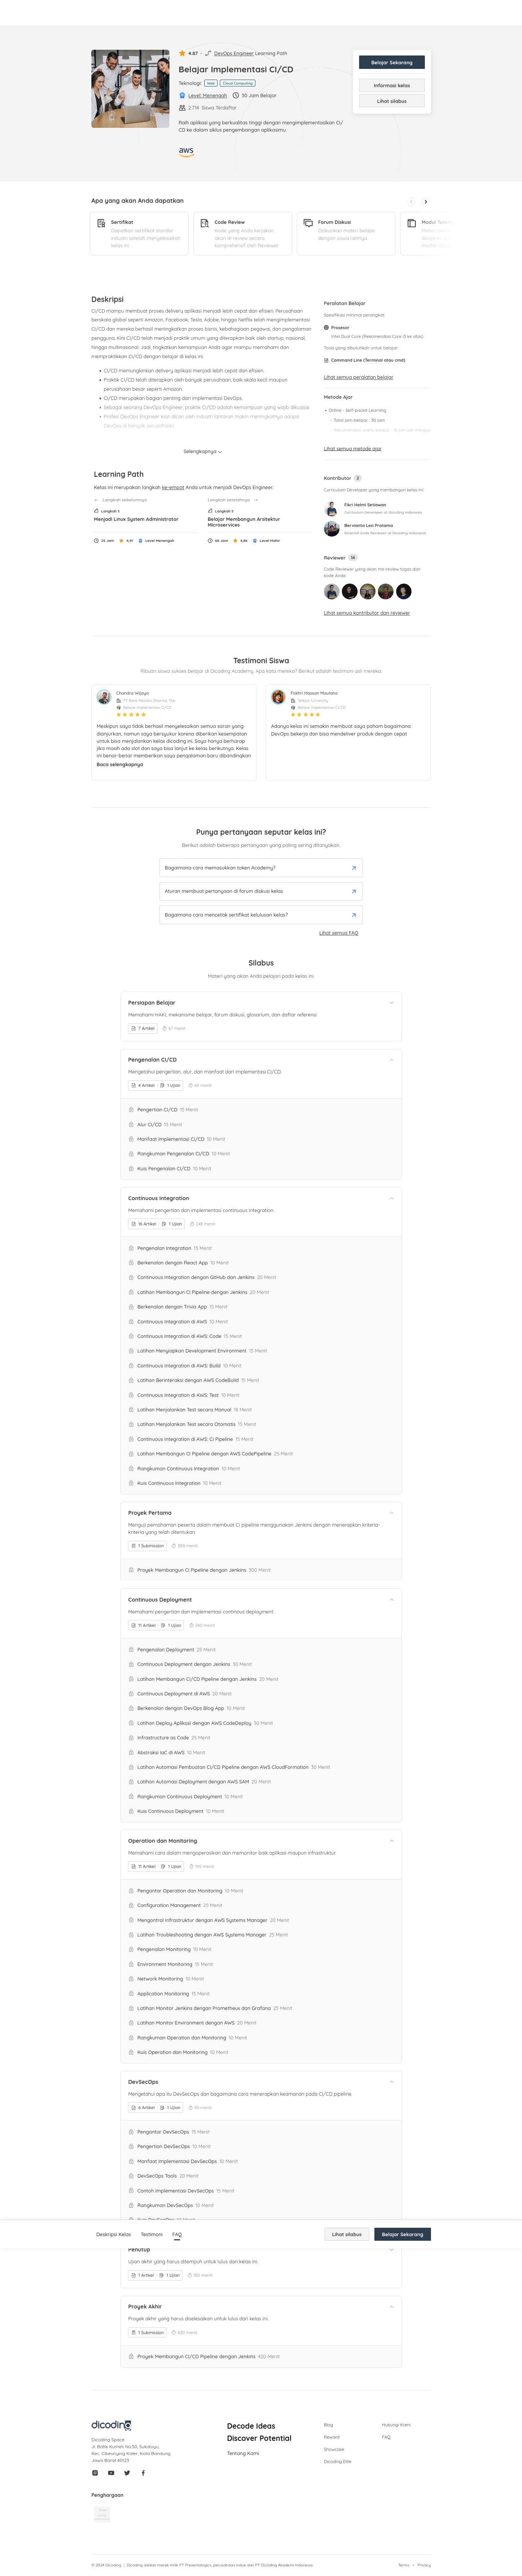 4.87 · DevOps Engineer Learning Path
Belajar Implementasi CI/CD
Teknologi: Web Cloud Computing
Level: Menengah 30 Jam Belajar
2.714 Siswa Terdaftar
Raih aplikasi yang berkualitas tinggi dengan mengimplementasikan CI/
CD ke dalam siklus pengembangan aplikasimu
aws
Belajar Sekarang
Informasi kelas
Lihat silabus
Apa yang akan Anda dapatkan
Sertifikat
Dapatkan sertifikat standar
industri setelah menyelesaikan
kelas ini
Code Review
Kode yang Anda kerjakan
akan di review secara
komprehensif oleh Reviewer
Forum Diskusi
Diskusikan materi belajar
dengan siswa lainnya
Deskripsi
CI/CD mampu membuat proses delivery aplikasi menjadi lebih cepat dan efisien. Perusahaan
berskala global seperti Amazon, Facebook, Tesla, Adobe, hingga Netflix telah mengimplementasi
CI/CD dan mereka berhasil meningkatkan proses bisnis, kebahagiaan pegawai, dan pengalaman
pengguna. Kini CI/CD telah menjadi praktik umum yang diterapkan pada berbagai startup, nasional,
hingga multinasional. Jadi, tingkatkan kemampuan Anda agar mampu memahami dan
mempraktikkan CI/CD dengan belajar di kelas ini:
CI/CD memungkinkan delivery aplikasi menjadi lebih cepat dan efisien.
Praktik CI/CD telah diterapkan oleh banyak perusahaan, baik skala kecil maupun
perusahaan besar seperti Amazon.
CI/CD merupakan bagian penting dari implementasi DevOps.
Sebagai seorang DevOps Engineer, praktik CI/CD adalah kemampuan yang wajib dikuasai.
Profesi DevOps Engineer kian dicari oleh industri lantaran makin banyaknya adopsi
DevOps di banyak perusahaan.
Selengkapnya
Learning Path
Kelas ini merupakan langkah ke-empat Anda untuk menjadi DevOps Engineer.
Langkah sebelumnya
Langkah 3
Menjadi Linux System Administrator
25 Jam 4,91 Level Menengah
Langkah selantnya
Langkah 5
Belajar Membangun Arsitektur
Microservices
60 Jam 4,86 Level Mahir
Peralatan Belajar
Spesifikasi minimal perangkat:
Prosesor
Intel Dual Core (Rekomendasi Core i3 ke atas)
Tools yang dibutuhkan untuk belajar:
Command Line (Terminal atau cmd)
Lihat semua peralatan belajar
Metode Ajar
Online - Self-paced Learning
Total jam belajar : 30 jam
Lihat semua metode ajar
Kontributor 2
Curriculum Developer yang membangun kelas ini.
Fikri Helmi Setiawan
Curriculum Developer at Dicoding Indonesia
Bervianto Leo Pratama
External Code Reviewer at Dicoding Indonesia
Reviewer 14
Code Reviewer yang akan me-review tugas dan
kode Anda
Lihat semua kontributor dan reviewer
Testimoni Siswa
Ribuan siswa sukses belajar di Dicoding Academy. Apa kata mereka? Berikut adalah testimoni asli mereka.
Chandra Wijaya
Belajar Implementasi CI/CD
Meskipun saya tidak berhasil menyelesaikan semua saran yang
dianjurkan, namun saya bersyukur karena diberikan kesempatan
untuk bisa menjalankan kelas dicoding ini. Saya hanya berharap
jika masih ada slot dan saya bisa lanjut ke kelas berikutnya. Kelas
ini benar-benar memberikan saya pengalaman baru dibandingkan
Baca selengkapnya
Fakhri Hassan Maulana
Telkom University
Belajar Implementasi CI/CD
Adanya kelas ini semakin membuat saya paham bagaimana
DevOps bekerja dan bisa mendeliver produk dengan cepat
Punya pertanyaan seputar kelas ini?
Berikut adalah beberapa pertanyaan yang paling sering ditanyakan.
Bagaimana cara memasukkan token Academy?
Aturan membuat pertanyaan di forum diskusi kelas
Bagaimana cara mencetak sertifikat kelulusan kelas?
Lihat semua FAQ
Silabus
Materi yang akan Anda pelajari pada kelas ini.
Persiapan Belajar
Memahami HAKI, mekanisme belajar, forum diskusi, glosarium, dan daftar referensi.
7 Artikel 67 menit
Pengenalan CI/CD
Mengetahui pengertian, alur, dan manfaat dari implementasi CI/CD.
4 Artikel 1 Ujian 60 menit
Pengertian CI/CD 15 Menit
Alur CI/CD 15 Menit
Manfaat Implementasi CI/CD 10 Menit
Rangkuman Pengenalan CI/CD 10 Menit
Kuis Pengenalan CI/CD 10 Menit
Continuous Integration
Memahami pengertian dan implementasi continuous integration.
16 Artikel 1 Ujian 248 menit
Pengenalan Integration 15 Menit
Berkenalan dengan React App 10 Menit
Continuous Integration dengan GitHub dan Jenkins 20 Menit
Latihan Membangun CI Pipeline dengan Jenkins 20 Menit
Berkenalan dengan Trivia App 15 Menit
Continuous Integration di AWS 10 Menit
Continuous Integration di AWS: Code 15 Menit
Latihan Menyiapkan Development Environment 15 Menit
Continuous Integration di AWS: Build 10 Menit
Latihan Berinteraksi dengan AWS CodeBuild 15 Menit
Continuous Integration di AWS: Test 10 Menit
Latihan Menjalankan Test secara Manual 18 Menit
Latihan Menjalankan Test secara Otomatis 15 Menit
Continuous Integration di AWS: CI Pipeline 15 Menit
Latihan Membangun CI Pipeline dengan AWS CodePipeline 25 Menit
Rangkuman Continuous Integration 10 Menit
Kuis Continuous Integration 10 Menit
Proyek Pertama
Menguji pemahaman peserta dalam membuat CI pipeline menggunakan Jenkins dengan menerapkan kriteria-
kriteria yang telah ditentukan.
1 Submission 300 menit
Proyek Membangun CI Pipeline dengan Jenkins 300 Menit
Continuous Deployment
Memahami pengertian dan implementasi continous deployment.
11 Artikel 1 Ujian 240 menit
Pengenalan Deployment 25 Menit
Continuous Deployment dengan Jenkins 30 Menit
Latihan Membangun CI/CD Pipeline dengan Jenkins 20 Menit
Continuous Deployment di AWS 20 Menit
Berkenalan dengan DevOps Blog App 10 Menit
Latihan Deploy Aplikasi dengan AWS CodeDeploy 30 Menit
Infrastructure as Code 25 Menit
Abstraksi IaC di AWS 10 Menit
Latihan Automasi Pembuatan CI/CD Pipeline dengan AWS CloudFormation 30 Menit
Latihan Automasi Deployment dengan AWS SAM 20 Menit
Rangkuman Continuous Deployment 10 Menit
Kuis Continuous Deployment 10 Menit
Operation dan Monitoring
Memahami cara dalam mengoperasikan dan memonitor baik aplikasi maupun infrastruktur.
11 Artikel 1 Ujian 195 menit
Pengantar Operation dan Monitoring 10 Menit
Configuration Management 25 Menit
Mengontrol Infrastruktur dengan AWS Systems Manager 20 Menit
Latihan Troubleshooting dengan AWS Systems Manager 25 Menit
Pengenalan Monitoring 10 Menit
Environment Monitoring 15 Menit
Network Monitoring 10 Menit
Application Monitoring 15 Menit
Latihan Monitor Jenkins dengan Prometheus dan Grafana 25 Menit
Latihan Monitor Environment dengan AWS 20 Menit
Rangkuman Operation dan Monitoring 10 Menit
Kuis Operation dan Monitoring 10 Menit
DevSecOps
Mengetahui apa itu DevSecOps dan bagaimana cara menerapkan keamanan pada CI/CD pipeline.
6 Artikel 1 Ujian 90 menit
Pengantar DevSecOps 15 Menit
Pengertian DevSecOps 10 Menit
Manfaat Implementasi DevSecOps 10 Menit
DevSecOps Tools 20 Menit
Contoh Implementasi DevSecOps 15 Menit
Rangkuman DevSecOps 10 Menit
Deskripsi Kelas Testimoni FAQ Lihat silabus Belajar Sekarang
Penutup
Ujian akhir yang harus ditempuh untuk lulus dari kelas ini.
1 Artikel 1 Ujian 180 menit
Proyek Akhir
Proyek akhir yang harus diselesaikan untuk lulus dari kelas ini.
1 Submission 420 menit
Proyek Membangun CI/CD Pipeline dengan Jenkins 420 Menit
dicoding
Dicoding Space
Jl. Batik Kumeli No.50, Sukaluyu,
Kec. Cibeunying Kaler, Kota Bandung
Jawa Barat 40123
Penghargaan
Decode Ideas
Discover Potential
Tentang Kami
Blog
Reward
Showcase
Dicoding Elite
Hubungi Kami
FAQ
© 2024 Dicoding | Dicoding adalah merek milik PT Presentologics, perusahaan induk dari PT Dicoding Akademi Indonesia.
Terms • Privacy